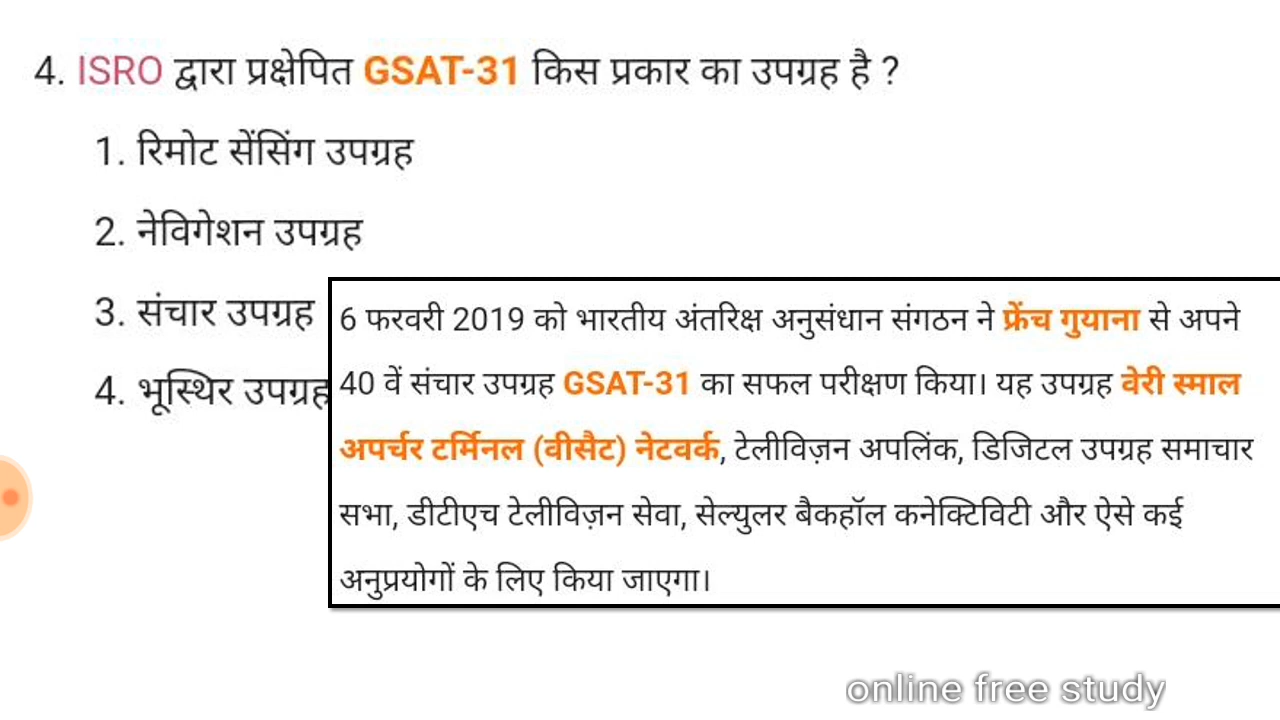 4. ISRO द्वारा प्रक्षेपित GSAT-31 किस प्रकार का उपग्रह है ?
1. रिमोट सेंसिंग उपग्रह
2. नेविगेशन उपग्रह
3. संचार उपग्रह
4. भूस्थिर उपग्रह
6 फरवरी 2019 को भारतीय अंतरिक्ष अनुसंधान संगठन ने फ्रेंच गुयाना से अपने
40 वें संचार उपग्रह GSAT-31 का सफल परीक्षण किया। यह उपग्रह वेरी स्माल
अपर्चर टर्मिनल (वीसैट) नेटवर्क, टेलीविज़न अपलिंक, डिजिटल उपग्रह समाचार
सभा, डीटीएच टेलीविज़न सेवा, सेल्युलर बैकहॉल कनेक्टिविटी और ऐसे कई
अनुप्रयोगों के लिए किया जाएगा।
online free study